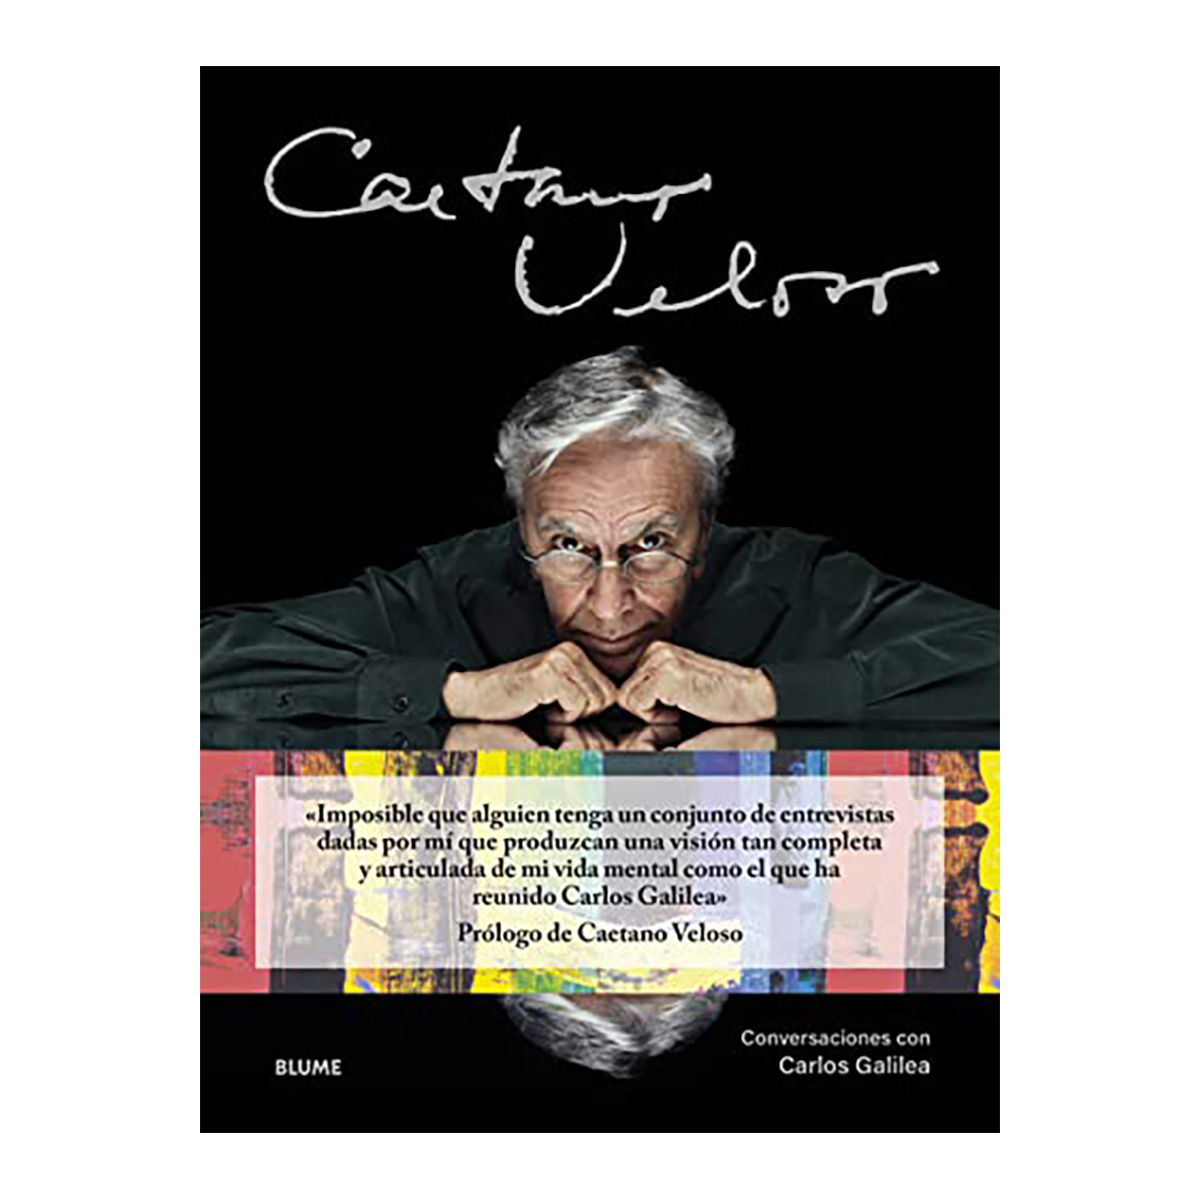 Caetano
Veloso
«Imposible que alguien tenga un conjunto de entrevistas
dadas por mí que produzcan una visión tan completa
y articulada de mi vida mental como el que ha
reunido Carlos Galilea»
Prólogo de Caetano Veloso
Conversaciones con
Carlos Galilea
BLUME